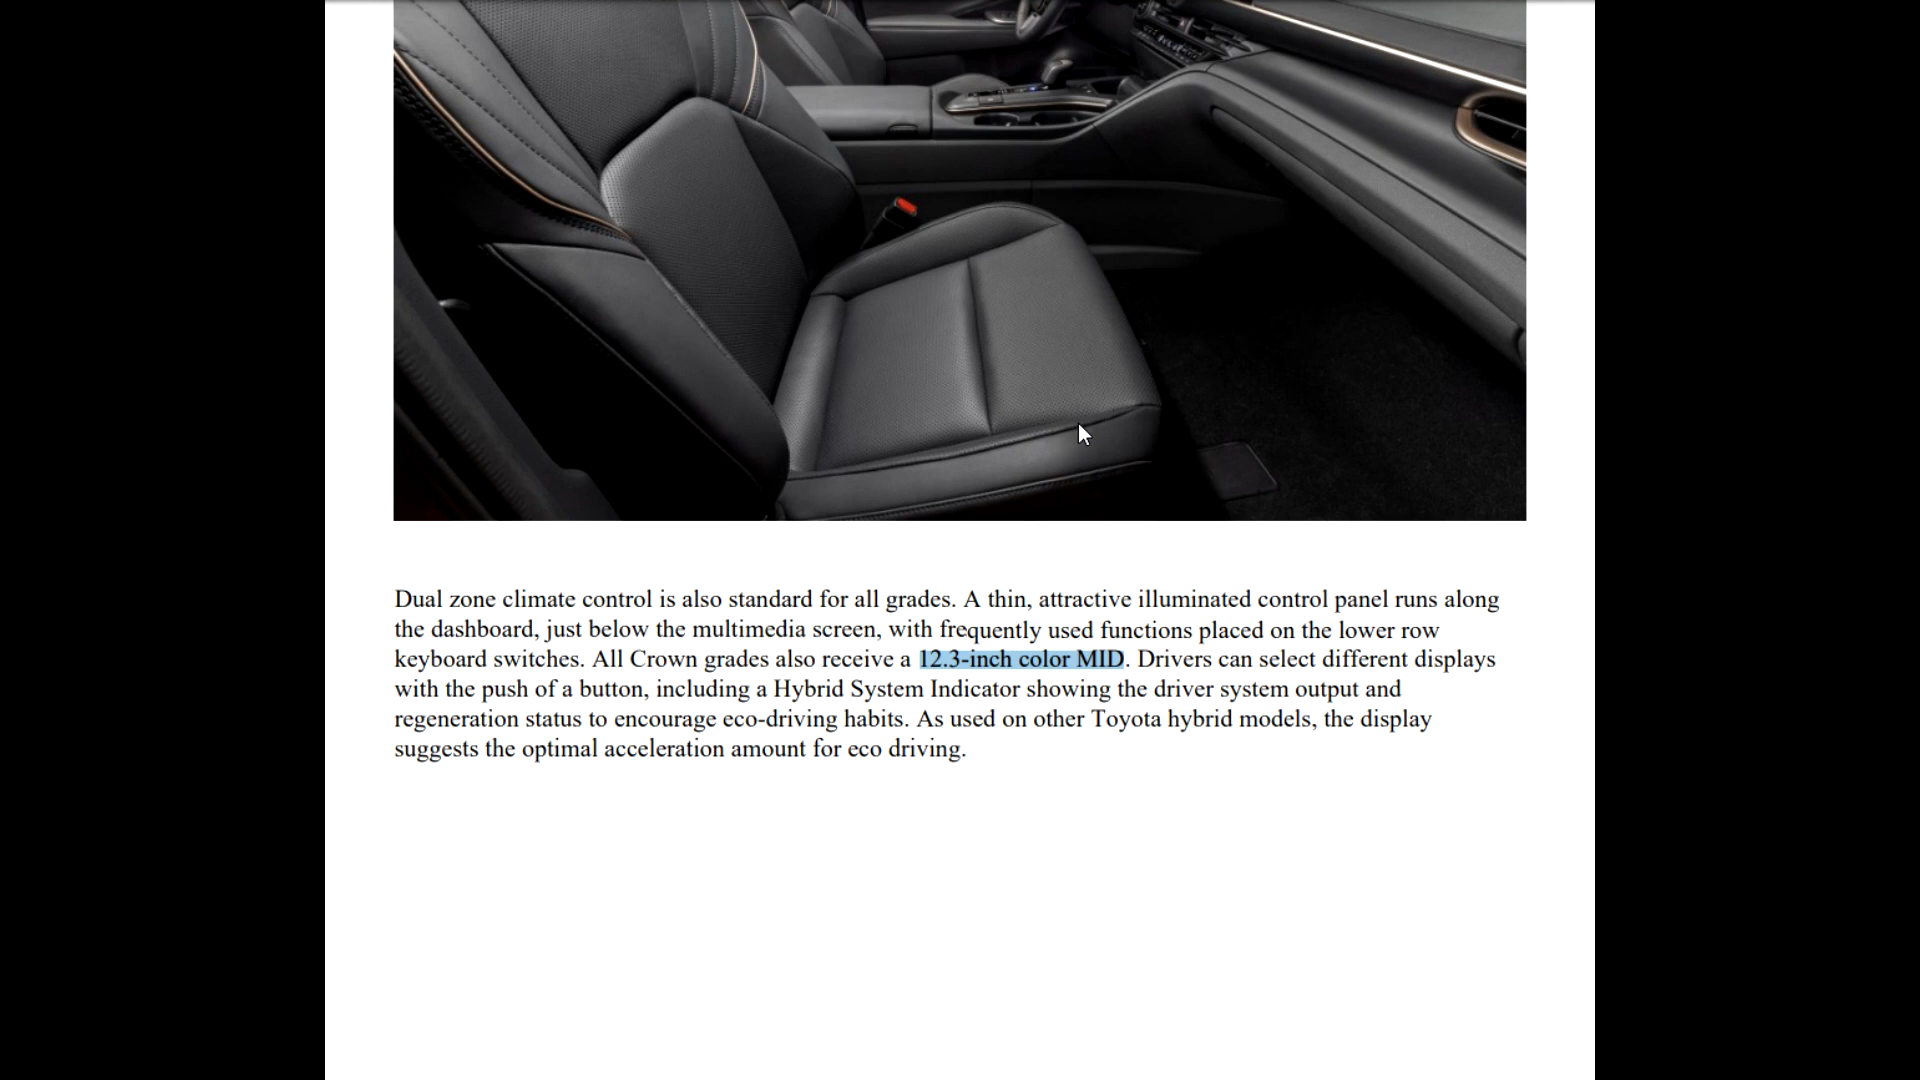 Dual zone climate control is also standard for all grades. A thin, attractive illuminated control panel runs along
the dashboard, just below the multimedia screen, with frequently used functions placed on the lower row
keyboard switches. All Crown grades also receive a 12.3-inch color MID. Drivers can select different displays
with the push of a button, including a Hybrid System Indicator showing the driver system output and
regeneration status to encourage eco-driving habits. As used on other Toyota hybrid models, the display
suggests the optimal acceleration amount for eco driving.